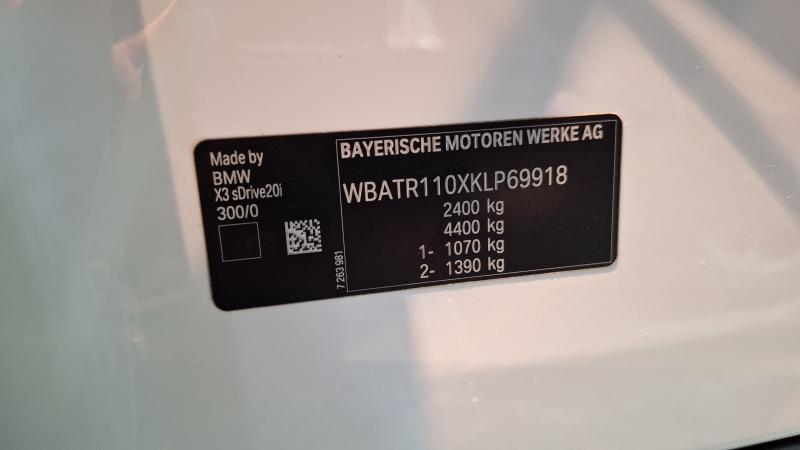 Made by
BMW
X3 sDrive20i
300/0
7 263 981
BAYERISCHE MOTOREN WERKE AG
WBATR110XKLP69918
2400 kg
4400 kg
1- 1070 kg
2- 1390 kg